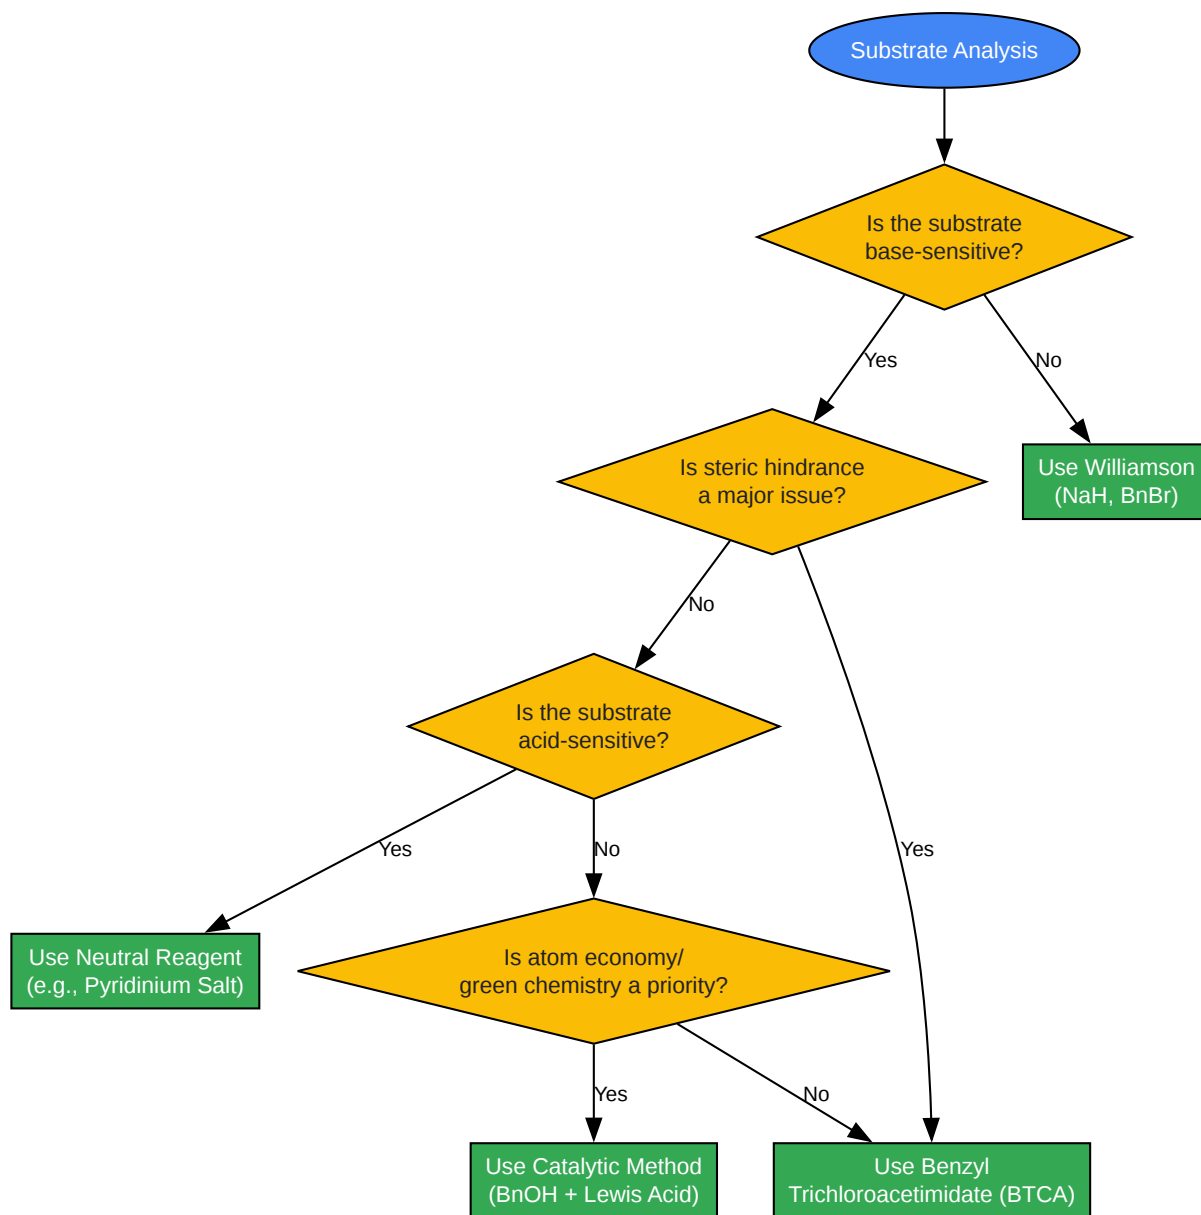 Substrate Analysis
Is the substrate
base-sensitive?
Yes
No
Is steric hindrance
a major issue?
Use Williamson
(NaH, BnBr)
No
Yes
Is the substrate
acid-sensitive?
Yes
No
Use Neutral Reagent
(e.g., Pyridinium Salt)
Is atom economy/
green chemistry a priority?
Yes
No
Use Catalytic Method
(BnOH + Lewis Acid)
Use Benzyl
Trichloroacetimidate (BTCA)